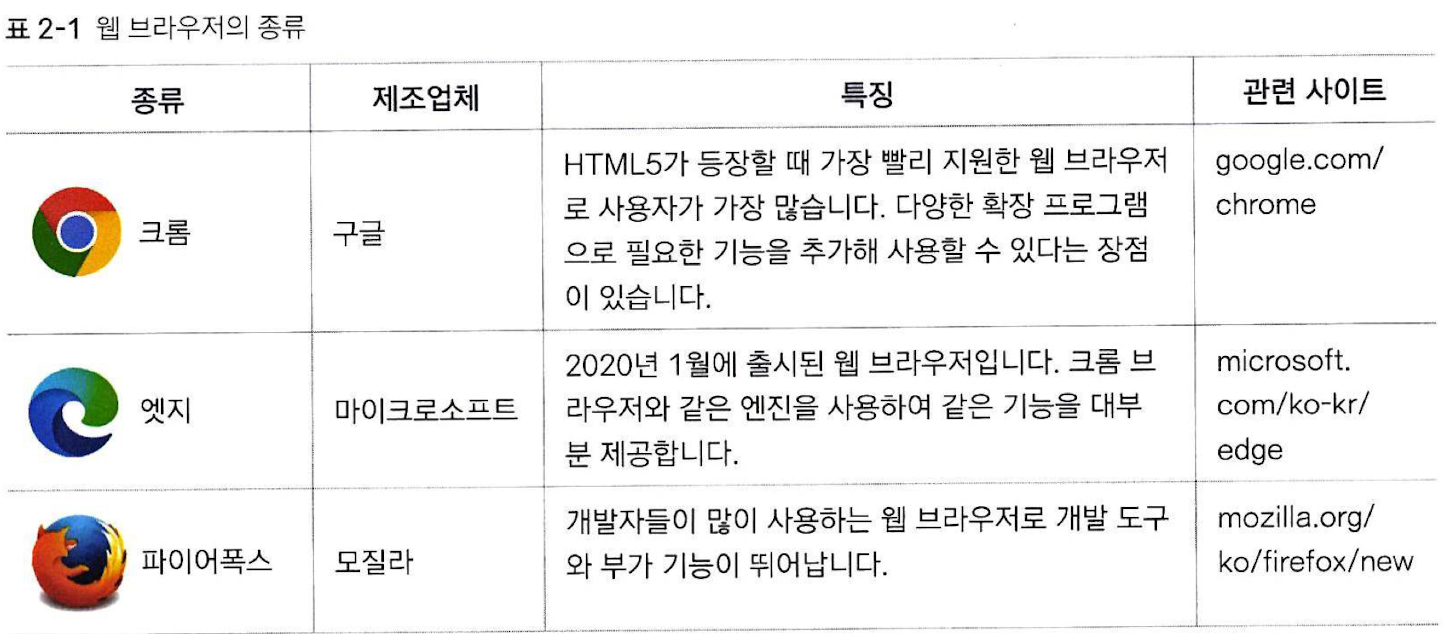 표 2-1 웹 브라우저의 종류
종류 제조업체 특징 관련 사이트
크롬
구글
HTML5가 등장할 때 가장 빨리 지원한 웹 브라우저
로 사용자가 가장 많습니다. 다양한 확장 프로그램
으로 필요한 기능을 추가해 사용할 수 있다는 장점
이 있습니다.
google.com/
chrome
엣지
마이크로소프트
2020년 1월에 출시된 웹 브라우저입니다. 크롬 브
라우저와 같은 엔진을 사용하여 같은 기능을 대부
분 제공합니다.
microsoft.
com/ko-kr/
edge
파이어폭스
모질라
개발자들이 많이 사용하는 웹 브라우저로 개발 도구
와 부가 기능이 뛰어납니다.
mozilla.org/
ko/firefox/new